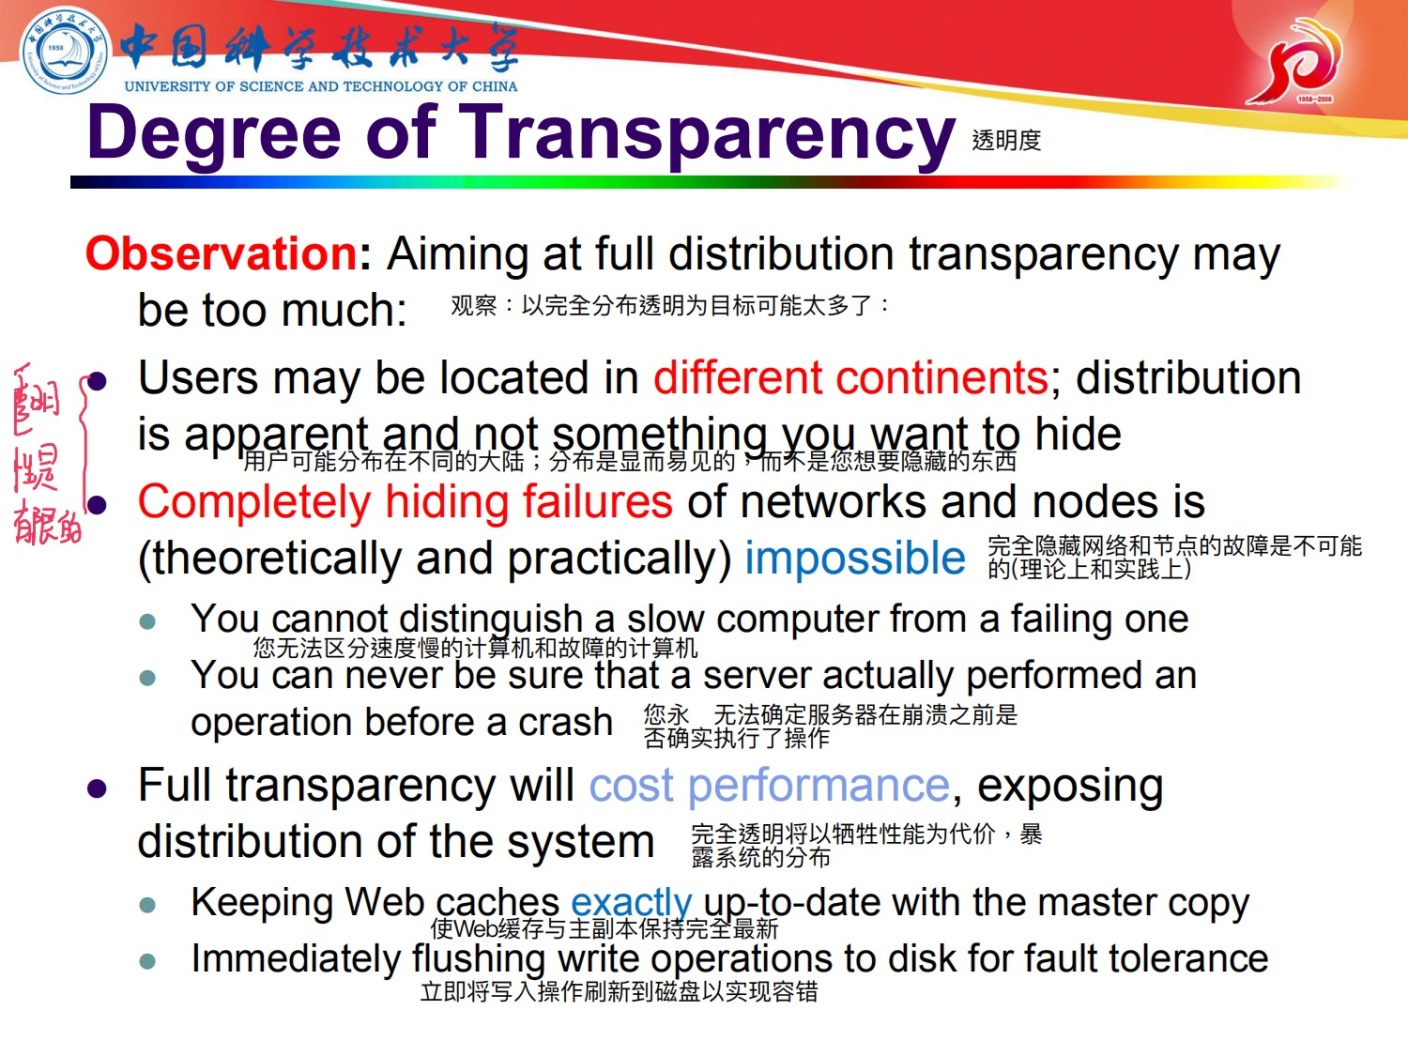 中国科学技术大学
UNIVERSITY OF SCIENCE AND TECHNOLOGY OF CHINA
1958
1958—2008
Degree of Transparency 透明度
Observation: Aiming at full distribution transparency may
be too much: 观察：以完全分布透明为目标可能太多了：
Users may be located in different continents; distribution
is apparent and not something you want to hide
用户可能分布在不同的大陆；分布是显而易见的，而不是您想要隐藏的东西
透明
性是
有限的
Completely hiding failures of networks and nodes is
(theoretically and practically) impossible
完全隐藏网络和节点的故障是不可能
的(理论上和实践上)
You cannot distinguish a slow computer from a failing one
您无法区分速度慢的计算机和故障的计算机
You can never be sure that a server actually performed an
operation before a crash
您永 无法确定服务器在崩溃之前是
否确实执行了操作
Full transparency will cost performance, exposing
distribution of the system
完全透明将以牺牲性能为代价，暴
露系统的分布
Keeping Web caches exactly up-to-date with the master copy
使Web缓存与主副本保持完全最新
Immediately flushing write operations to disk for fault tolerance
立即将写入操作刷新到磁盘以实现容错